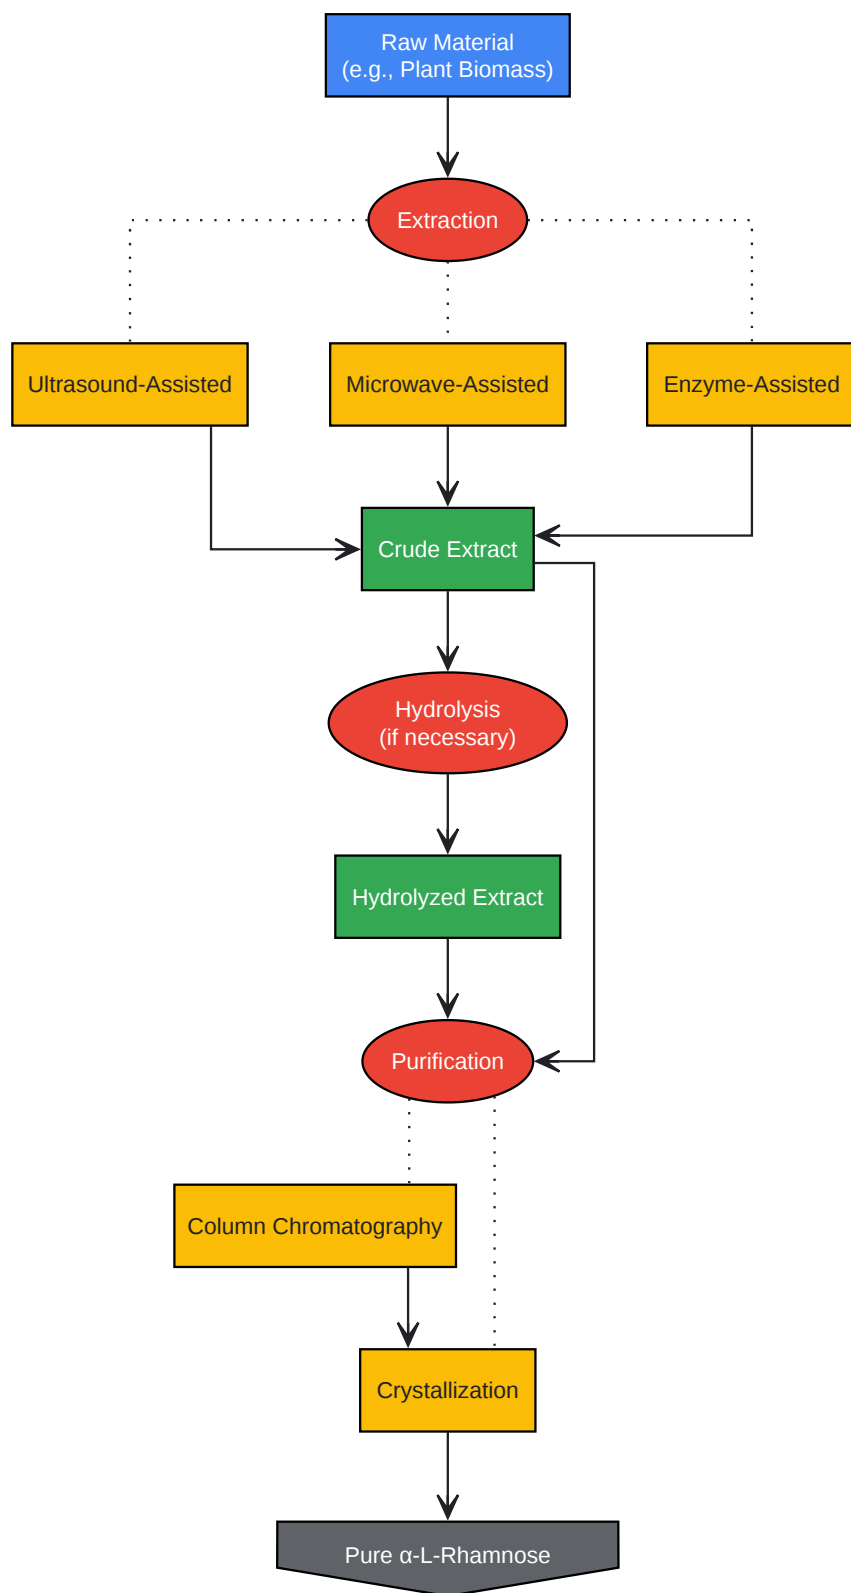 Raw Material
(e.g., Plant Biomass)
Extraction
Ultrasound-Assisted
Microwave-Assisted
Enzyme-Assisted
Crude Extract
Hydrolysis
(if necessary)
Hydrolyzed Extract
Purification
Column Chromatography
Crystallization
Pure α-L-Rhamnose